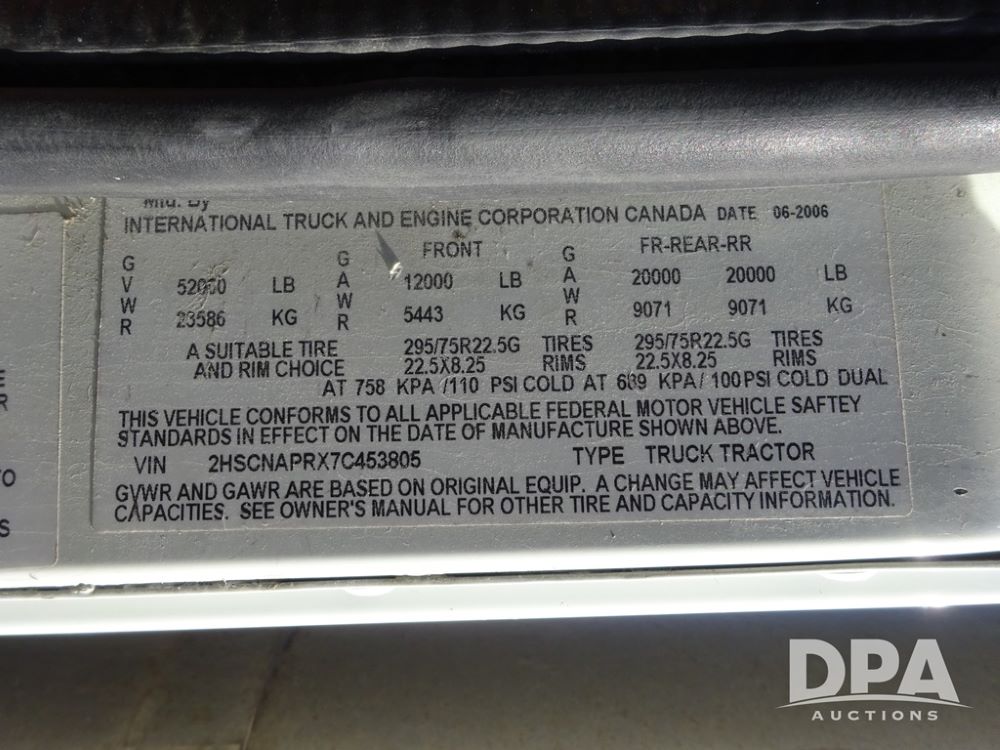 Mfd. By
INTERNATIONAL TRUCK AND ENGINE CORPORATION CANADA DATE 06-2006
FRONT FR-REAR-RR
GVWR 52000 LB GAWR 12000 LB GAWR 20000 20000 LB
23586 KG 5443 KG 9071 9071 KG
A SUITABLE TIRE 295/75R22.5G TIRES 295/75R22.5G TIRES
AND RIM CHOICE 22.5X8.25 RIMS 22.5X8.25 RIMS
AT 758 KPA /110 PSI COLD AT 689 KPA/ 100PSI COLD DUAL
THIS VEHICLE CONFORMS TO ALL APPLICABLE FEDERAL MOTOR VEHICLE SAFTEY
STANDARDS IN EFFECT ON THE DATE OF MANUFACTURE SHOWN ABOVE.
VIN 2HSCNAPRX7C453805 TYPE TRUCK TRACTOR
GVWR AND GAWR ARE BASED ON ORIGINAL EQUIP. A CHANGE MAY AFFECT VEHICLE
CAPACITIES. SEE OWNER'S MANUAL FOR OTHER TIRE AND CAPACITY INFORMATION.
DPA
AUCTIONS